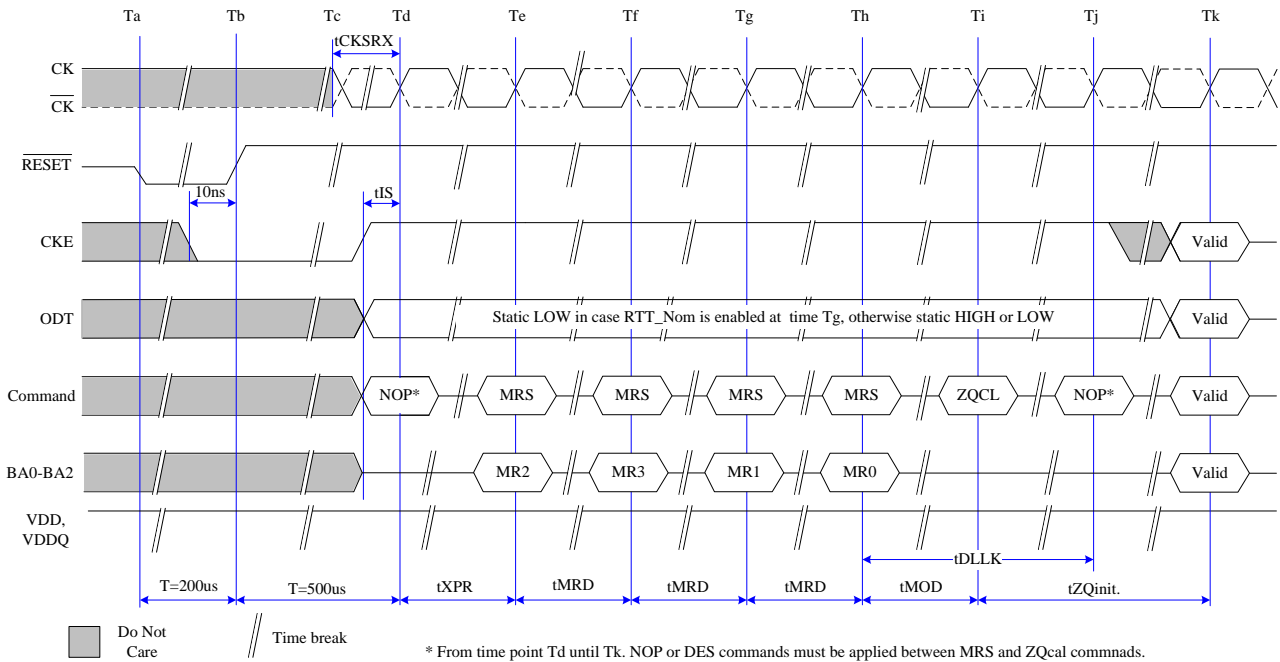 Ta Tb Tc Td Te Tf Tg Th Ti Tj Tk
tCKSRX
CK
CK
RESET
10ns
tIS
CKE
Valid
ODT
Static LOW in case RTT_Nom is enabled at time Tg, otherwise static HIGH or LOW
Valid
Command
NOP* MRS MRS MRS MRS ZQCL NOP* Valid
BA0-BA2
MR2 MR3 MR1 MR0 Valid
VDD,
VDDQ
tDLLK
T=200us T=500us tXPR tMRD tMRD tMRD tMOD tZQinit.
Do Not
Care
Time break
* From time point Td until Tk. NOP or DES commands must be applied between MRS and ZQcal commnads.